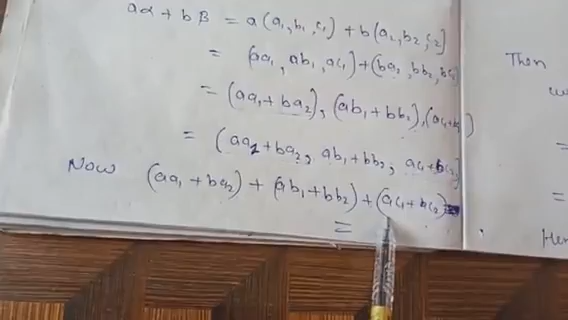 aα + bβ = a(a₁, b₁, c₁) + b(a₂, b₂, c₂]
= (aa₁, ab₁, ac₁) + (ba₂, bb₂, bc₂)
= (aa₁ + ba₂), (ab₁ + bb₂), (ac₁ + bc₂)
= (aa₁ + ba₂, ab₁ + bb₂, ac₁ + bc₂]
Now (aa₁ + ba₂) + (ab₁ + bb₂) + (ac₁ + bc₂)
=
Then
=
=